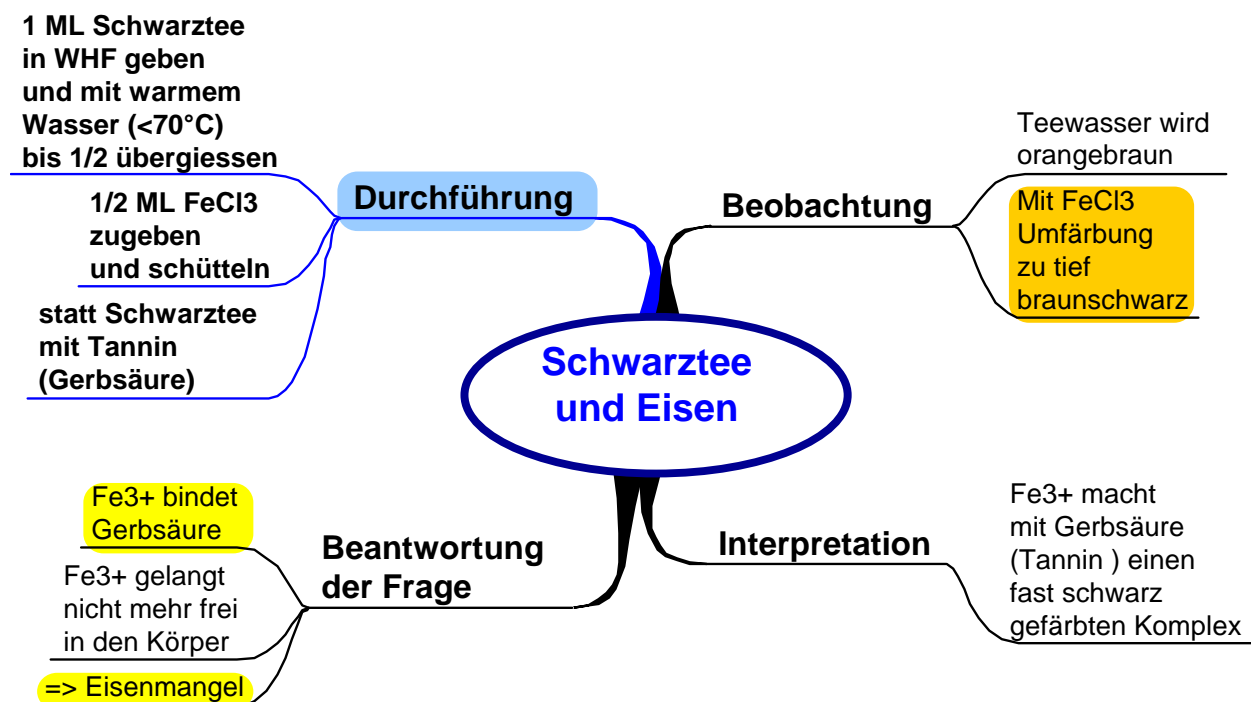 1 ML Schwarztee
in WHF geben
und mit warmem
Wasser (<70°C)
bis 1/2 übergiessen
1/2 ML FeCl3
zugeben
und schütteln
statt Schwarztee
mit Tannin
(Gerbsäure)
Durchführung
Beobachtung
Teewasser wird
orangebraun
Mit FeCl3
Umfärbung
zu tief
braunschwarz
Schwarztee
und Eisen
Fe3+ bindet
Gerbsäure
Fe3+ gelangt
nicht mehr frei
in den Körper
=> Eisenmangel
Beantwortung
der Frage
Interpretation
Fe3+ macht
mit Gerbsäure
(Tannin ) einen
fast schwarz
gefärbten Komplex